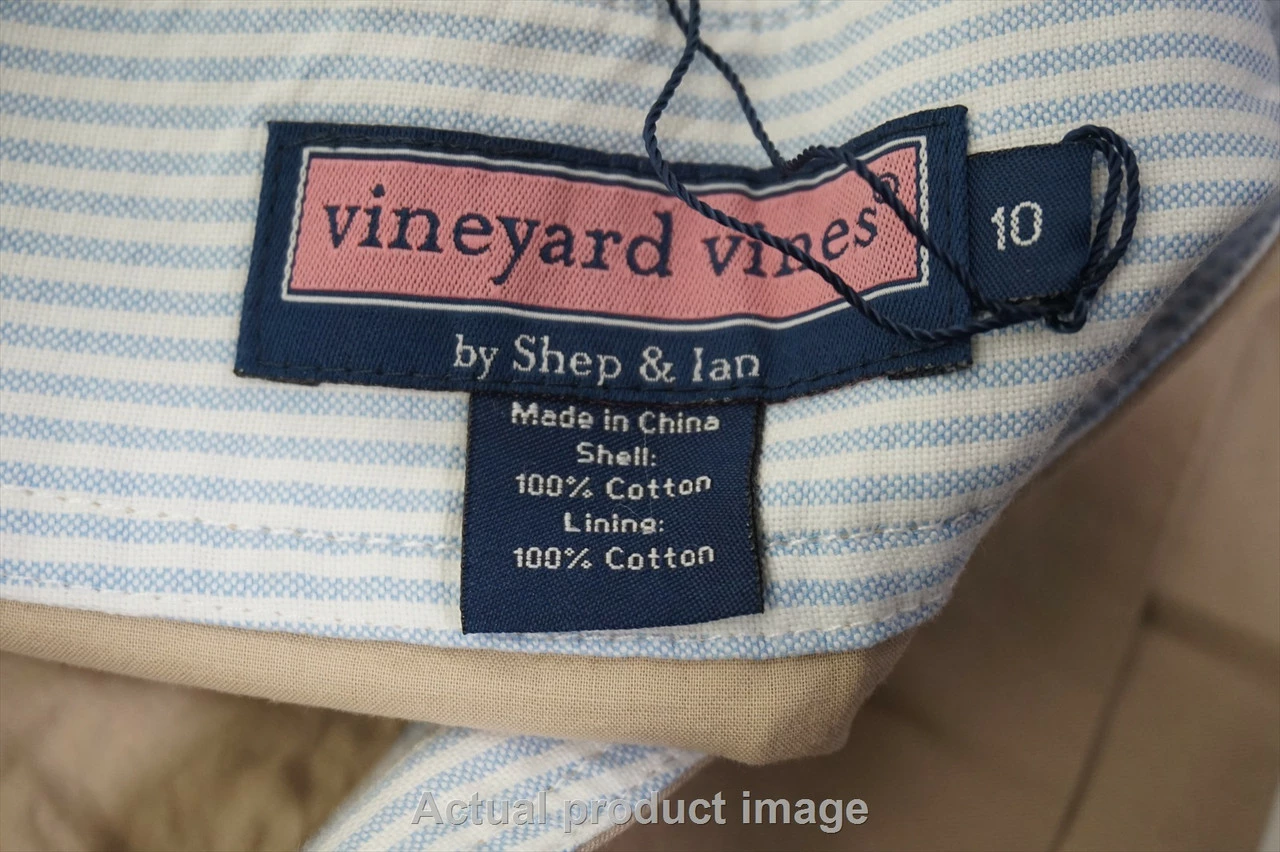 vineyard vines®
10
by Shep & Ian
Made in China
Shell:
100% Cotton
Lining:
100% Cotton
Actual product image